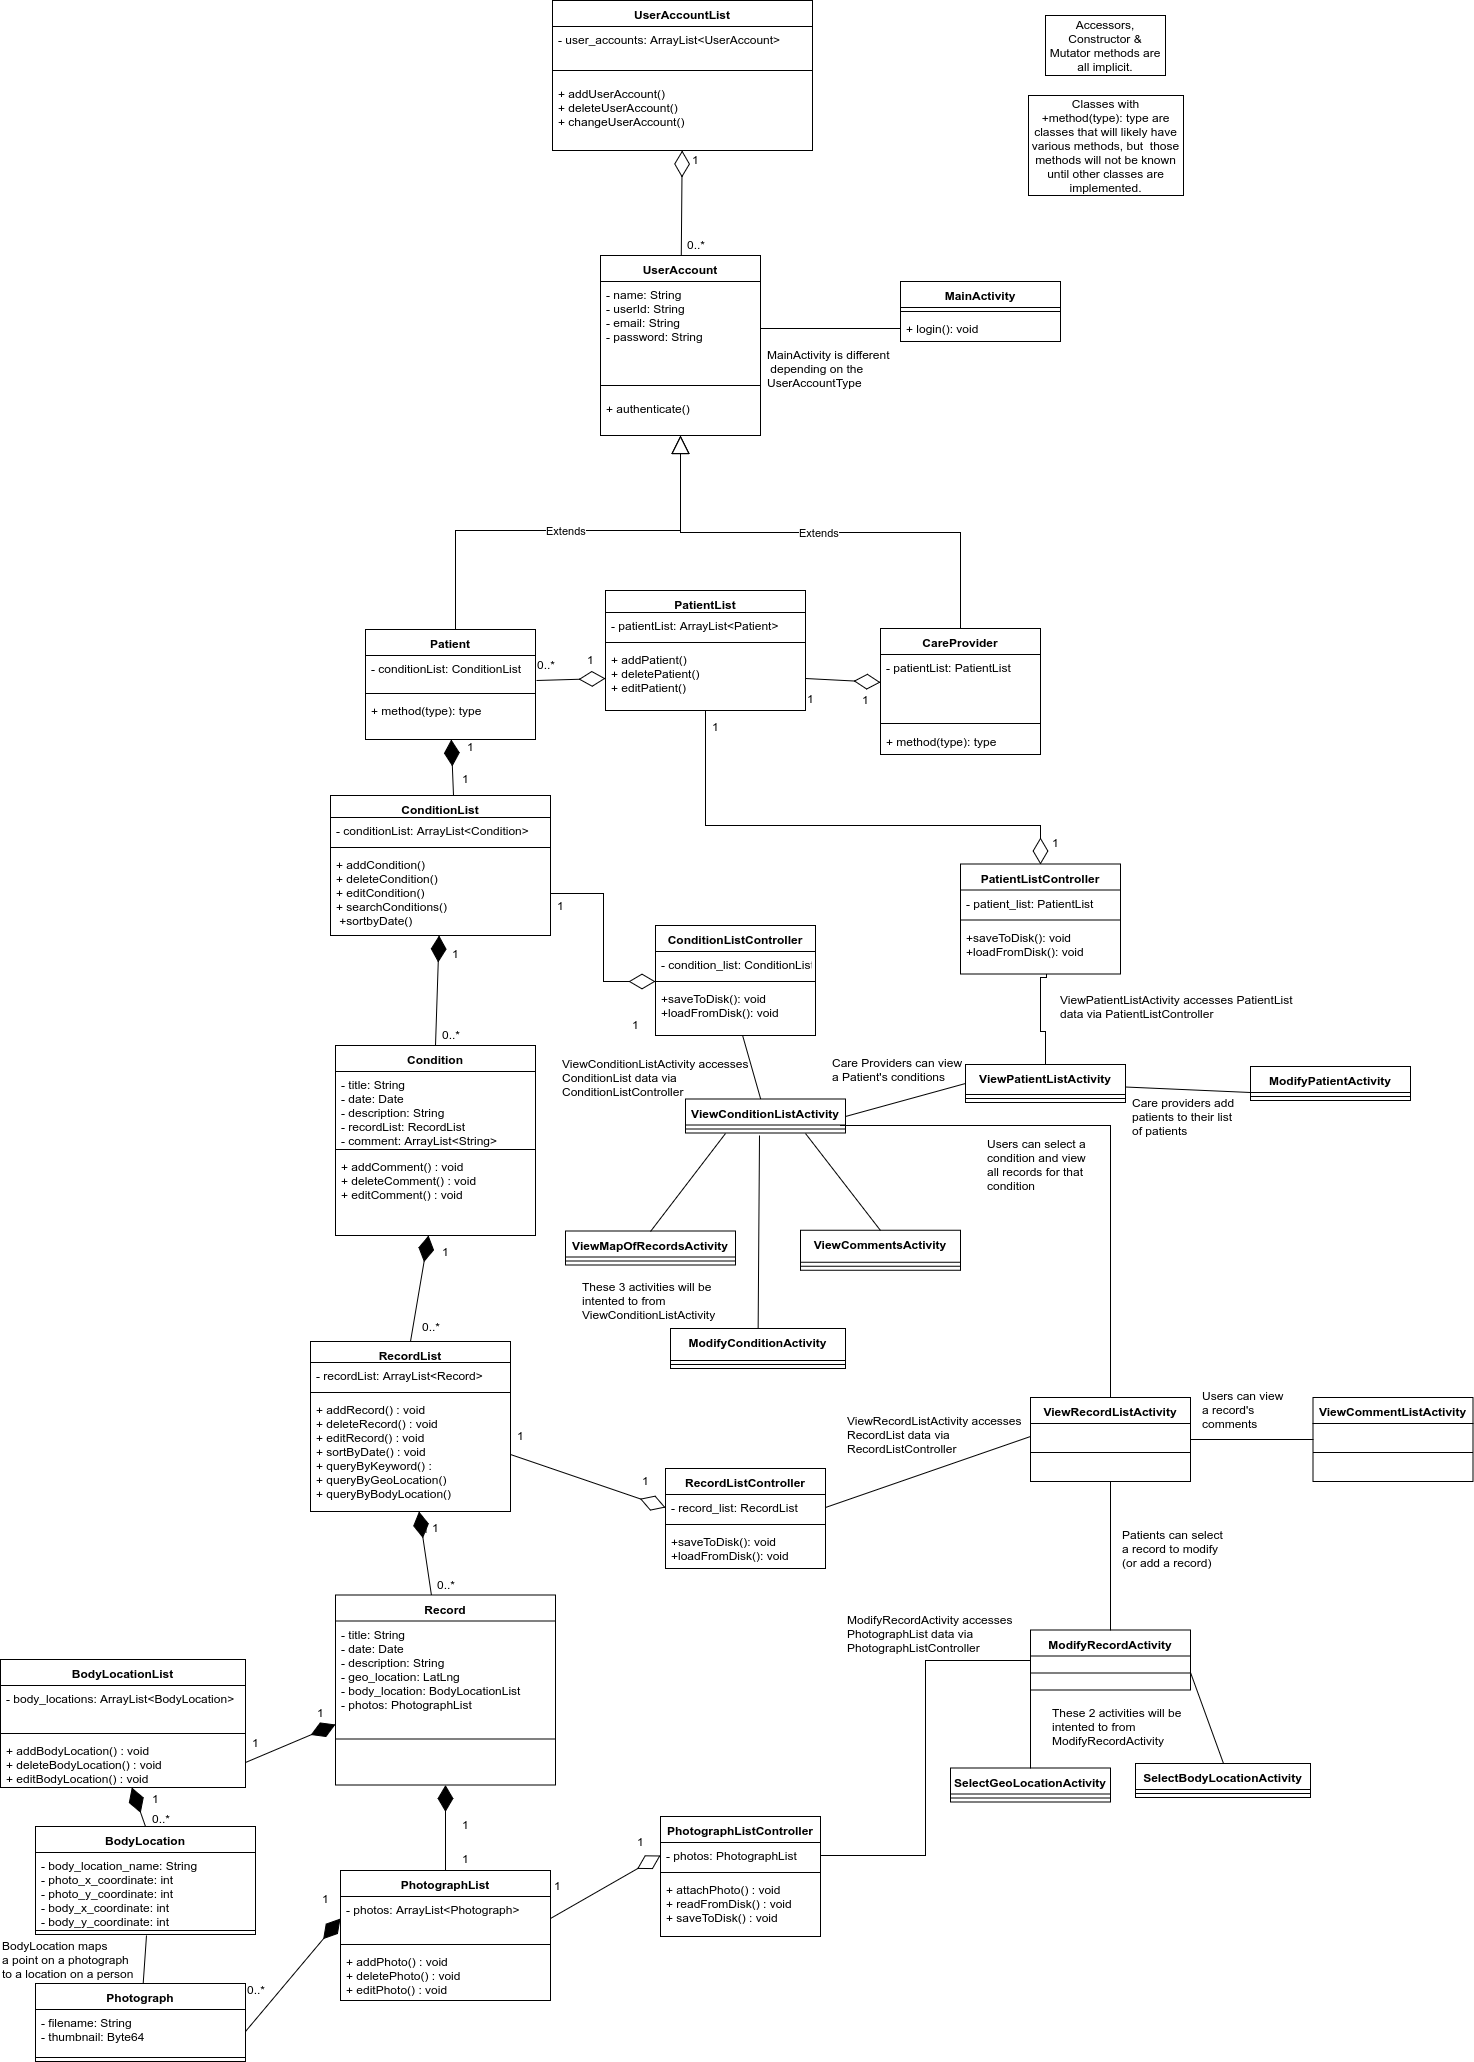 UserAccountList
- user_accounts: ArrayList<UserAccount>
+ addUserAccount()
+ deleteUserAccount()
+ changeUserAccount()
Accessors,
Constructor &
Mutator methods are
all implicit.
Classes with
+method(type): type are
classes that will likely have
various methods, but  those
methods will not be known
until other classes are
implemented.
1
0..*
UserAccount
- name: String
- userId: String
- email: String
- password: String
+ authenticate()
MainActivity
+ login(): void
MainActivity is different
depending on the
UserAccountType
Extends
Extends
Patient
- conditionList: ConditionList
+ method(type): type
0..*
1
PatientList
- patientList: ArrayList<Patient>
+ addPatient()
+ deletePatient()
+ editPatient()
1
1
CareProvider
- patientList: PatientList
+ method(type): type
1
1
1
1
ConditionList
- conditionList: ArrayList<Condition>
+ addCondition()
+ deleteCondition()
+ editCondition()
+ searchConditions()
+sortbyDate()
1
PatientListController
- patient_list: PatientList
+saveToDisk(): void
+loadFromDisk(): void
ConditionListController
- condition_list: ConditionList
+saveToDisk(): void
+loadFromDisk(): void
1
1
0..*
ViewPatientListActivity accesses PatientList
data via PatientListController
Condition
- title: String
- date: Date
- description: String
- recordList: RecordList
- comment: ArrayList<String>
+ addComment() : void
+ deleteComment() : void
+ editComment() : void
ViewConditionListActivity accesses
ConditionList data via
ConditionListController
Care Providers can view
a Patient's conditions
ViewPatientListActivity
ModifyPatientActivity
Care providers add
patients to their list
of patients
ViewConditionListActivity
Users can select a
condition and view
all records for that
condition
ViewMapOfRecordsActivity
ViewCommentsActivity
These 3 activities will be
intented to from
ViewConditionListActivity
ModifyConditionActivity
1
0..*
RecordList
- recordList: ArrayList<Record>
+ addRecord() : void
+ deleteRecord() : void
+ editRecord() : void
+ sortByDate() : void
+ queryByKeyword() :
+ queryByGeoLocation()
+ queryByBodyLocation()
1
1
RecordListController
- record_list: RecordList
+saveToDisk(): void
+loadFromDisk(): void
ViewRecordListActivity accesses
RecordList data via
RecordListController
ViewRecordListActivity
Users can view
a record's
comments
ViewCommentListActivity
Patients can select
a record to modify
(or add a record)
1
0..*
Record
- title: String
- date: Date
- description: String
- geo_location: LatLng
- body_location: BodyLocationList
- photos: PhotographList
ModifyRecordActivity accesses
PhotographList data via
PhotographListController
ModifyRecordActivity
These 2 activities will be
intented to from
ModifyRecordActivity
SelectGeoLocationActivity
SelectBodyLocationActivity
BodyLocationList
- body_locations: ArrayList<BodyLocation>
+ addBodyLocation() : void
+ deleteBodyLocation() : void
+ editBodyLocation() : void
1
1
1
0..*
BodyLocation
- body_location_name: String
- photo_x_coordinate: int
- photo_y_coordinate: int
- body_x_coordinate: int
- body_y_coordinate: int
1
1
PhotographList
- photos: ArrayList<Photograph>
+ addPhoto() : void
+ deletePhoto() : void
+ editPhoto() : void
1
1
PhotographListController
- photos: PhotographList
+ attachPhoto() : void
+ readFromDisk() : void
+ saveToDisk() : void
BodyLocation maps
a point on a photograph
to a location on a person
1
0..*
Photograph
- filename: String
- thumbnail: Byte64